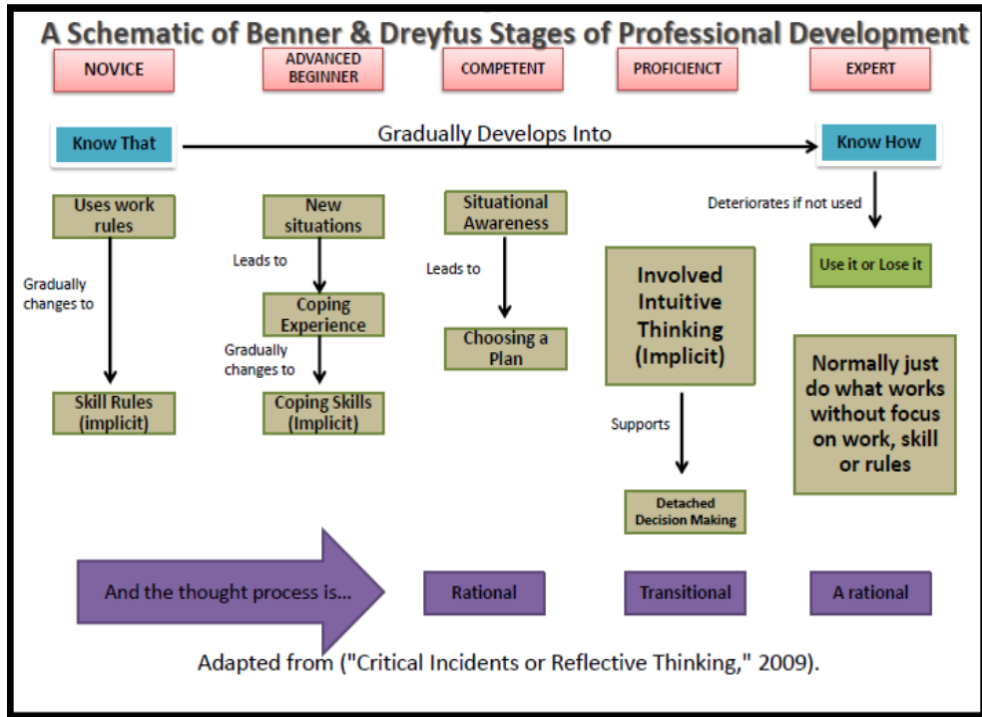 A Schematic of Benner & Dreyfus Stages of Professional Development
NOVICE
ADVANCED
BEGINNER
COMPETENT
PROFICIENCT
EXPERT
Know That
Gradually Develops Into
Know How
Uses work
rules
Gradually
changes to
Skill Rules
(implicit)
New
situations
Leads to
Coping
Experience
Gradually
changes to
Coping Skills
(Implicit)
Situational
Awareness
Leads to
Choosing a
Plan
Involved
Intuitive
Thinking
(Implicit)
Supports
Detached
Decision Making
Deteriorates if not used
Use it or Lose it
Normally just
do what works
without focus
on work, skill
or rules
And the thought process is...
Rational
Transitional
A rational
Adapted from ("Critical Incidents or Reflective Thinking," 2009).